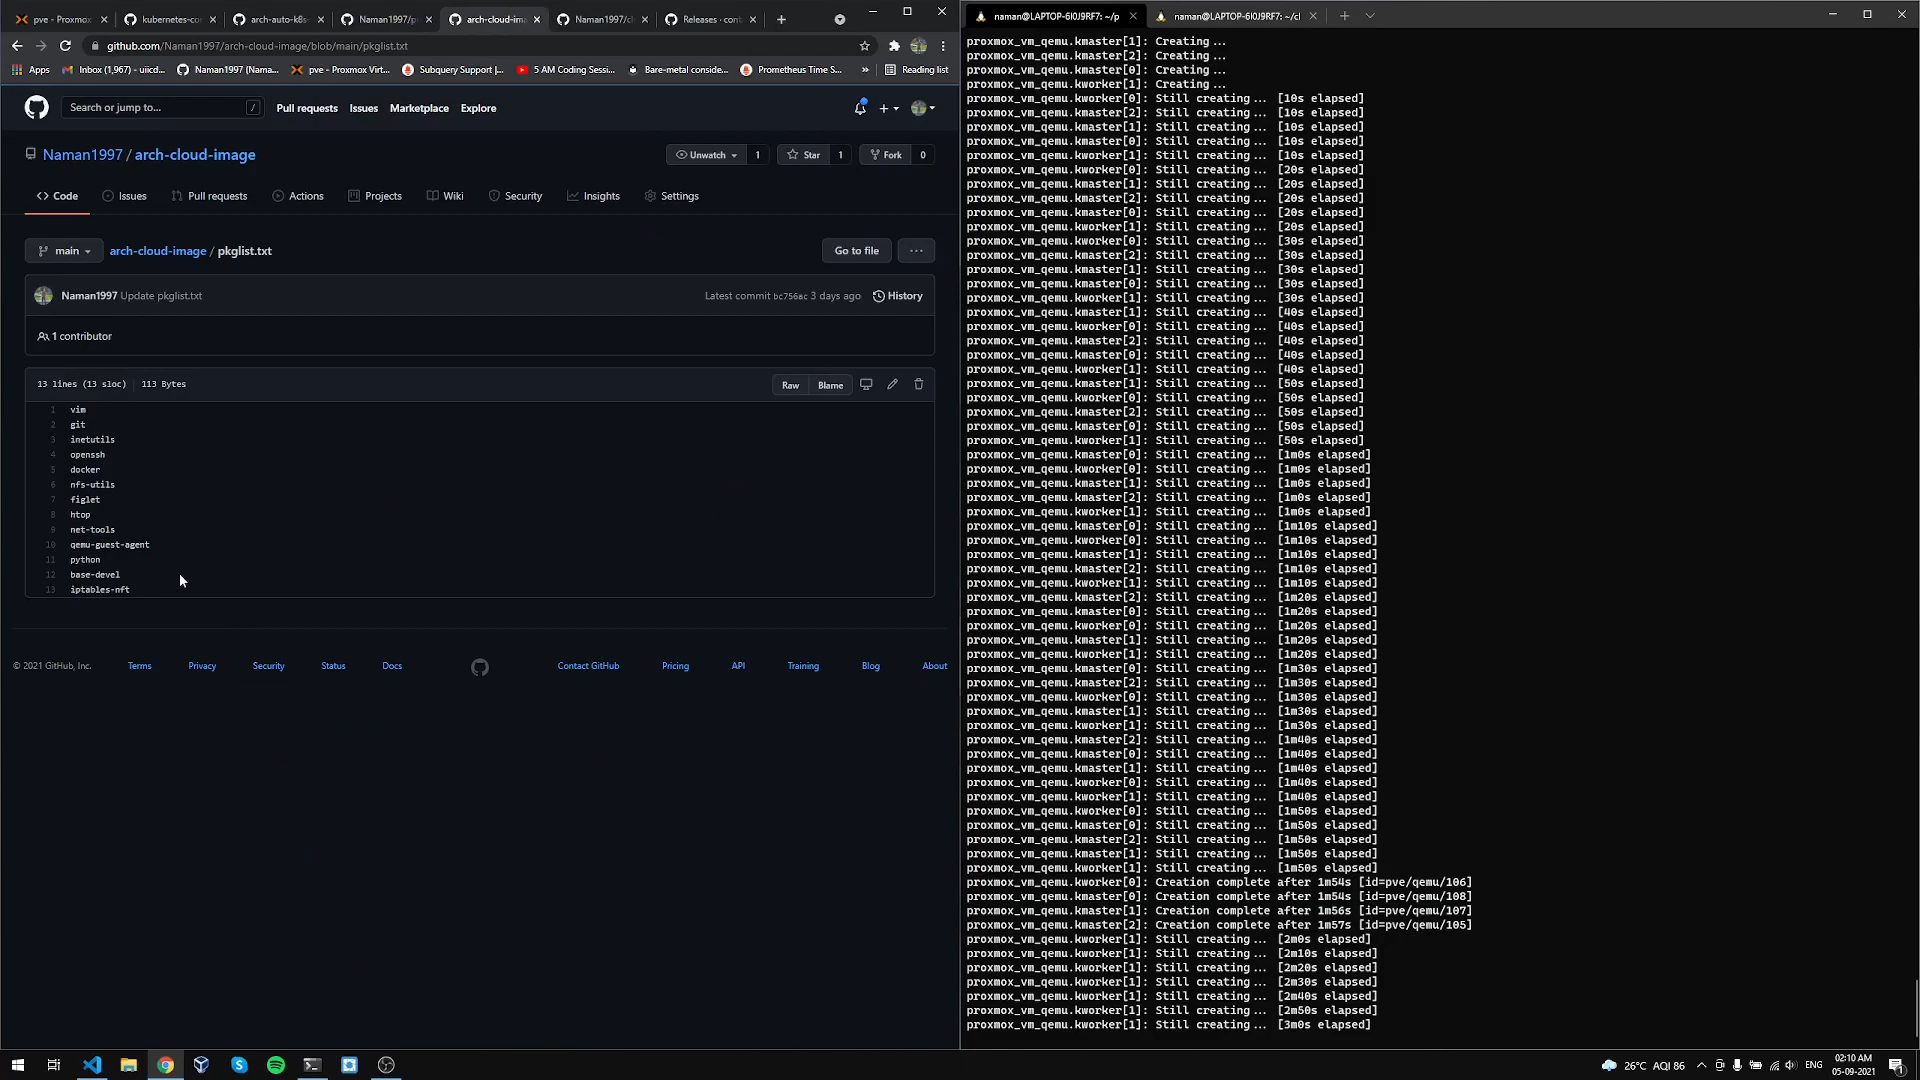 pve - Proxmox
kubernetes-co
arch-auto-k8s
Naman1997/p
arch-cloud-ima
Naman1997/cl
Releases · cont
github.com/Naman1997/arch-cloud-image/blob/main/pkglist.txt
Apps
Inbox (1,967) - uiicd...
Naman1997 (Nama...
pve - Proxmox Virt...
Subquery Support |...
5 AM Coding Sessi...
Bare-metal conside...
Prometheus Time S...
»
Reading list
Search or jump to...
/
Pull requests
Issues
Marketplace
Explore
Naman1997 / arch-cloud-image
Unwatch 1
Star 1
Fork 0
Code
Issues
Pull requests
Actions
Projects
Wiki
Security
Insights
Settings
main
arch-cloud-image / pkglist.txt
Go to file
...
Naman1997 Update pkglist.txt
Latest commit bc756ac 3 days ago
History
1 contributor
13 lines (13 sloc) | 113 Bytes
Raw
Blame
1 vim
2 git
3 inetutils
4 openssh
5 docker
6 nfs-utils
7 figlet
8 htop
9 net-tools
10 qemu-guest-agent
11 python
12 base-devel
13 iptables-nft
© 2021 GitHub, Inc.
Terms
Privacy
Security
Status
Docs
Contact GitHub
Pricing
API
Training
Blog
About
naman@LAPTOP-6I0J9RF7: ~/p
naman@LAPTOP-6I0J9RF7: ~/cl
proxmox_vm_qemu.kmaster[1]: Creating...
proxmox_vm_qemu.kmaster[2]: Creating...
proxmox_vm_qemu.kmaster[0]: Creating...
proxmox_vm_qemu.kworker[1]: Creating...
proxmox_vm_qemu.kworker[0]: Still creating... [10s elapsed]
proxmox_vm_qemu.kmaster[2]: Still creating... [10s elapsed]
proxmox_vm_qemu.kmaster[1]: Still creating... [10s elapsed]
proxmox_vm_qemu.kmaster[0]: Still creating... [10s elapsed]
proxmox_vm_qemu.kworker[1]: Still creating... [10s elapsed]
proxmox_vm_qemu.kworker[0]: Still creating... [20s elapsed]
proxmox_vm_qemu.kmaster[1]: Still creating... [20s elapsed]
proxmox_vm_qemu.kmaster[2]: Still creating... [20s elapsed]
proxmox_vm_qemu.kmaster[0]: Still creating... [20s elapsed]
proxmox_vm_qemu.kworker[1]: Still creating... [20s elapsed]
proxmox_vm_qemu.kworker[0]: Still creating... [30s elapsed]
proxmox_vm_qemu.kmaster[2]: Still creating... [30s elapsed]
proxmox_vm_qemu.kmaster[1]: Still creating... [30s elapsed]
proxmox_vm_qemu.kmaster[0]: Still creating... [30s elapsed]
proxmox_vm_qemu.kworker[1]: Still creating... [30s elapsed]
proxmox_vm_qemu.kmaster[1]: Still creating... [40s elapsed]
proxmox_vm_qemu.kworker[0]: Still creating... [40s elapsed]
proxmox_vm_qemu.kmaster[2]: Still creating... [40s elapsed]
proxmox_vm_qemu.kmaster[0]: Still creating... [40s elapsed]
proxmox_vm_qemu.kworker[1]: Still creating... [40s elapsed]
proxmox_vm_qemu.kmaster[1]: Still creating... [50s elapsed]
proxmox_vm_qemu.kworker[0]: Still creating... [50s elapsed]
proxmox_vm_qemu.kmaster[2]: Still creating... [50s elapsed]
proxmox_vm_qemu.kmaster[0]: Still creating... [50s elapsed]
proxmox_vm_qemu.kworker[1]: Still creating... [50s elapsed]
proxmox_vm_qemu.kmaster[0]: Still creating... [1m0s elapsed]
proxmox_vm_qemu.kworker[0]: Still creating... [1m0s elapsed]
proxmox_vm_qemu.kmaster[1]: Still creating... [1m0s elapsed]
proxmox_vm_qemu.kmaster[2]: Still creating... [1m0s elapsed]
proxmox_vm_qemu.kworker[1]: Still creating... [1m0s elapsed]
proxmox_vm_qemu.kmaster[0]: Still creating... [1m10s elapsed]
proxmox_vm_qemu.kworker[0]: Still creating... [1m10s elapsed]
proxmox_vm_qemu.kmaster[1]: Still creating... [1m10s elapsed]
proxmox_vm_qemu.kmaster[2]: Still creating... [1m10s elapsed]
proxmox_vm_qemu.kworker[1]: Still creating... [1m10s elapsed]
proxmox_vm_qemu.kmaster[2]: Still creating... [1m20s elapsed]
proxmox_vm_qemu.kmaster[0]: Still creating... [1m20s elapsed]
proxmox_vm_qemu.kworker[0]: Still creating... [1m20s elapsed]
proxmox_vm_qemu.kmaster[1]: Still creating... [1m20s elapsed]
proxmox_vm_qemu.kworker[1]: Still creating... [1m20s elapsed]
proxmox_vm_qemu.kmaster[0]: Still creating... [1m30s elapsed]
proxmox_vm_qemu.kmaster[2]: Still creating... [1m30s elapsed]
proxmox_vm_qemu.kworker[0]: Still creating... [1m30s elapsed]
proxmox_vm_qemu.kmaster[1]: Still creating... [1m30s elapsed]
proxmox_vm_qemu.kworker[1]: Still creating... [1m30s elapsed]
proxmox_vm_qemu.kmaster[2]: Still creating... [1m40s elapsed]
proxmox_vm_qemu.kmaster[0]: Still creating... [1m40s elapsed]
proxmox_vm_qemu.kmaster[1]: Still creating... [1m40s elapsed]
proxmox_vm_qemu.kworker[0]: Still creating... [1m40s elapsed]
proxmox_vm_qemu.kworker[1]: Still creating... [1m40s elapsed]
proxmox_vm_qemu.kworker[0]: Still creating... [1m50s elapsed]
proxmox_vm_qemu.kmaster[0]: Still creating... [1m50s elapsed]
proxmox_vm_qemu.kmaster[2]: Still creating... [1m50s elapsed]
proxmox_vm_qemu.kmaster[1]: Still creating... [1m50s elapsed]
proxmox_vm_qemu.kworker[1]: Still creating... [1m50s elapsed]
proxmox_vm_qemu.kworker[0]: Creation complete after 1m54s [id=pve/qemu/106]
proxmox_vm_qemu.kmaster[0]: Creation complete after 1m54s [id=pve/qemu/108]
proxmox_vm_qemu.kmaster[1]: Creation complete after 1m56s [id=pve/qemu/107]
proxmox_vm_qemu.kmaster[2]: Creation complete after 1m57s [id=pve/qemu/105]
proxmox_vm_qemu.kworker[1]: Still creating... [2m0s elapsed]
proxmox_vm_qemu.kworker[1]: Still creating... [2m10s elapsed]
proxmox_vm_qemu.kworker[1]: Still creating... [2m20s elapsed]
proxmox_vm_qemu.kworker[1]: Still creating... [2m30s elapsed]
proxmox_vm_qemu.kworker[1]: Still creating... [2m40s elapsed]
proxmox_vm_qemu.kworker[1]: Still creating... [2m50s elapsed]
proxmox_vm_qemu.kworker[1]: Still creating... [3m0s elapsed]
26°C AQI 86
ENG
02:10 AM
05-09-2021
1